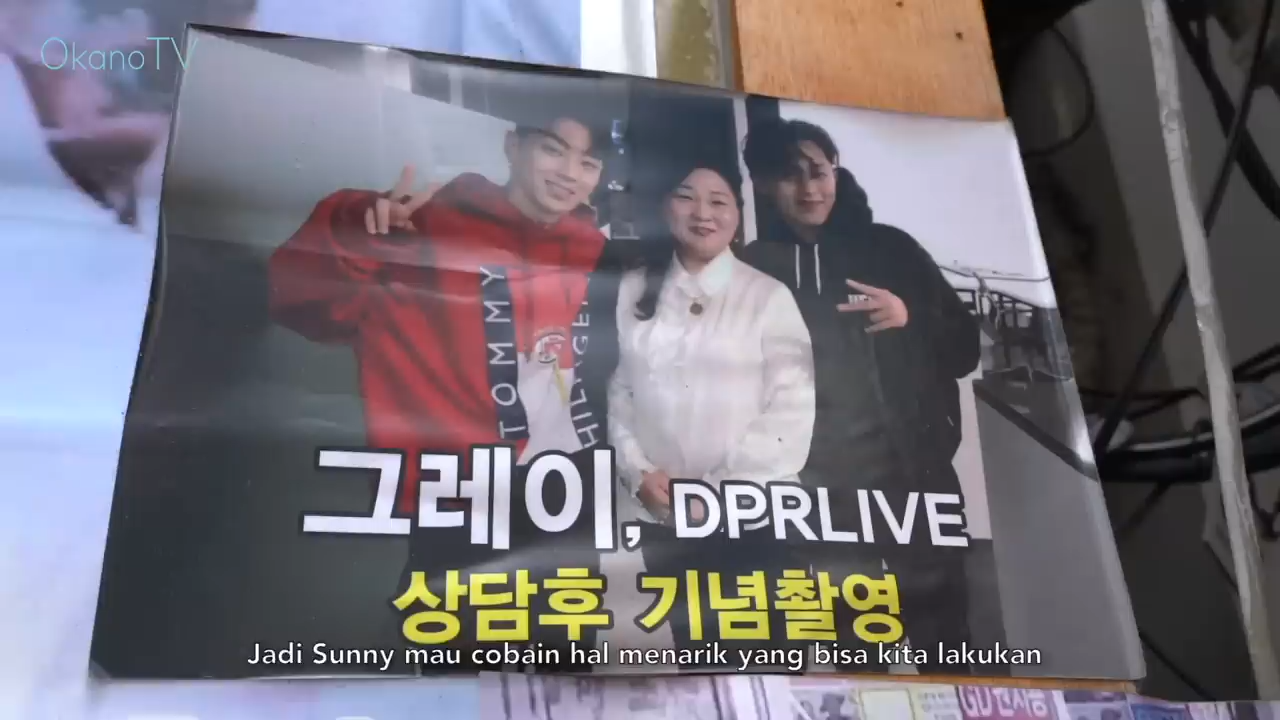 OkanoTV
TOMMY
HILFIGER
그레이, DPRLIVE
상담후 기념촬영
Jadi Sunny mau cobain hal menarik yang bisa kita lakukan